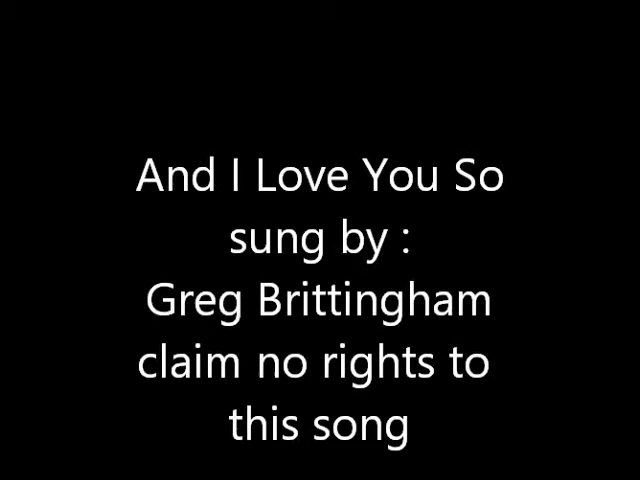 And I Love You So
sung by :
Greg Brittingham
claim no rights to
this song